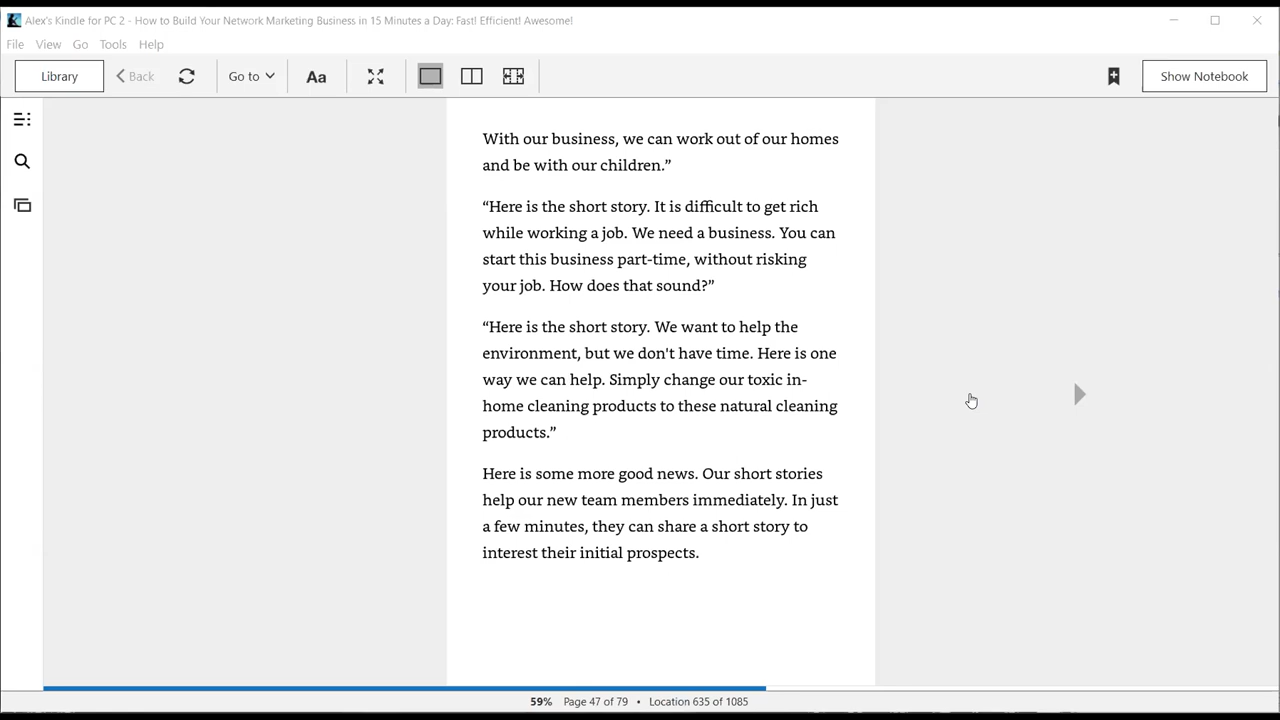 Alex's Kindle for PC 2 - How to Build Your Network Marketing Business in 15 Minutes a Day: Fast! Efficient! Awesome!
File View Go Tools Help
Library Back Go to Aa Show Notebook
With our business, we can work out of our homes
and be with our children.”
“Here is the short story. It is difficult to get rich
while working a job. We need a business. You can
start this business part-time, without risking
your job. How does that sound?”
“Here is the short story. We want to help the
environment, but we don't have time. Here is one
way we can help. Simply change our toxic in-
home cleaning products to these natural cleaning
products.”
Here is some more good news. Our short stories
help our new team members immediately. In just
a few minutes, they can share a short story to
interest their initial prospects.
59% Page 47 of 79 • Location 635 of 1085